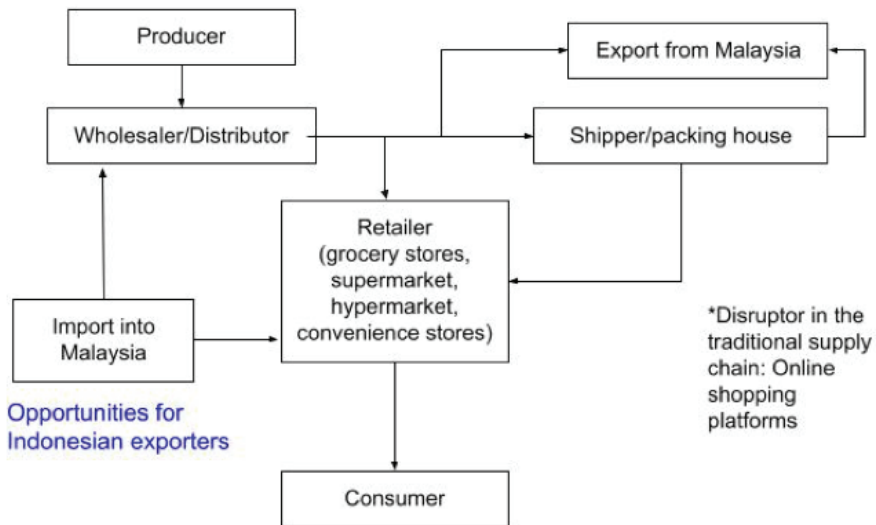 Producer
Export from Malaysia
Wholesaler/Distributor
Shipper/packing house
Retailer
(grocery stores,
supermarket,
hypermarket,
convenience stores)
Import into
Malaysia
*Disruptor in the
traditional supply
chain: Online
shopping
platforms
Opportunities for
Indonesian exporters
Consumer